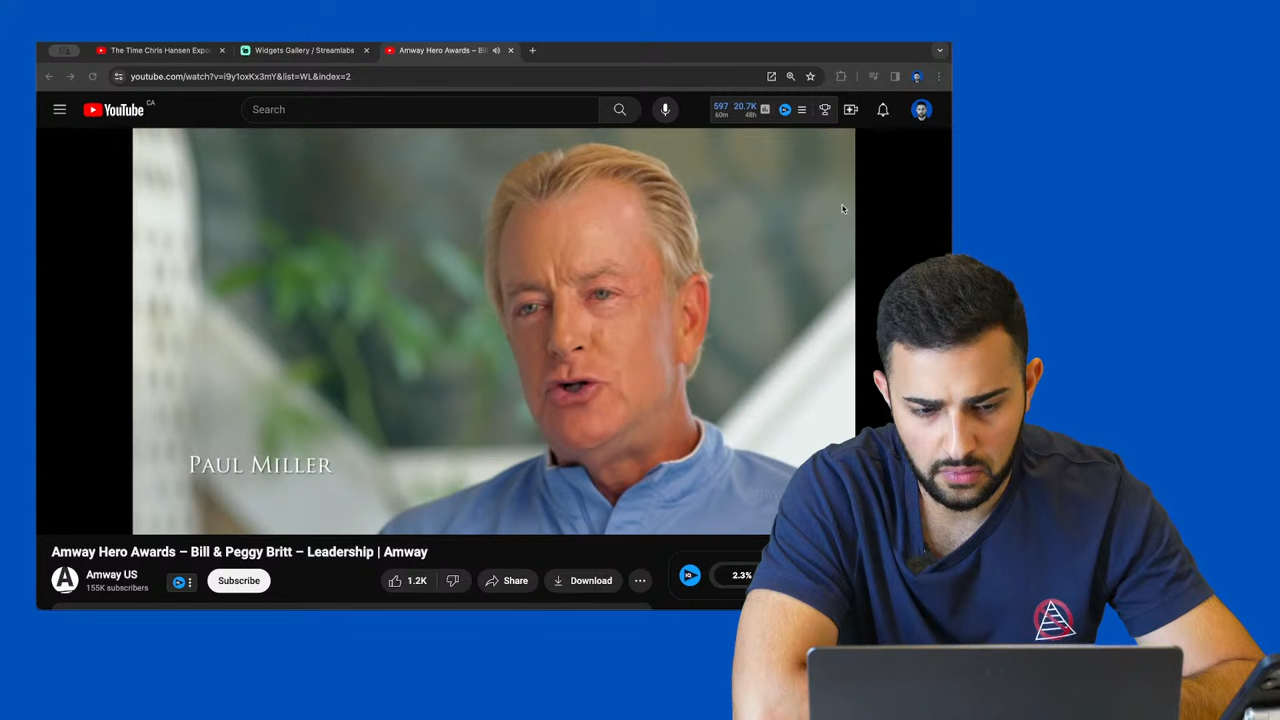 The Time Chris Hansen Expo
Widgets Gallery / Streamlabs
Amway Hero Awards – Bil
youtube.com/watch?v=i9y1oxKx3mY&list=WL&index=2
YouTube
CA
Search
597
60m
20.7K
48h
PAUL MILLER
Amway Hero Awards – Bill & Peggy Britt – Leadership | Amway
Amway US
155K subscribers
Subscribe
1.2K
Share
Download
IQ
2.3%